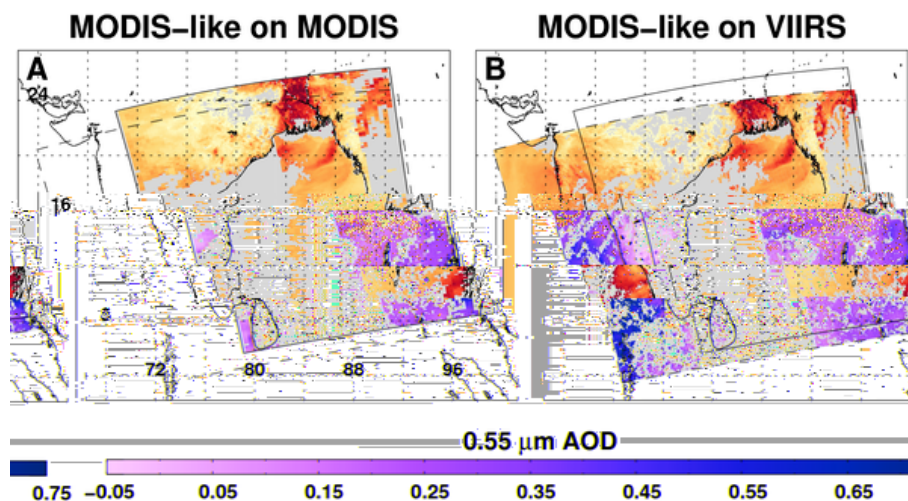 MODIS-like on MODIS MODIS-like on VIIRS
A B
24
16
8
72 80 88 96
0.55 μm AOD
0.75 −0.05 0.05 0.15 0.25 0.35 0.45 0.55 0.65